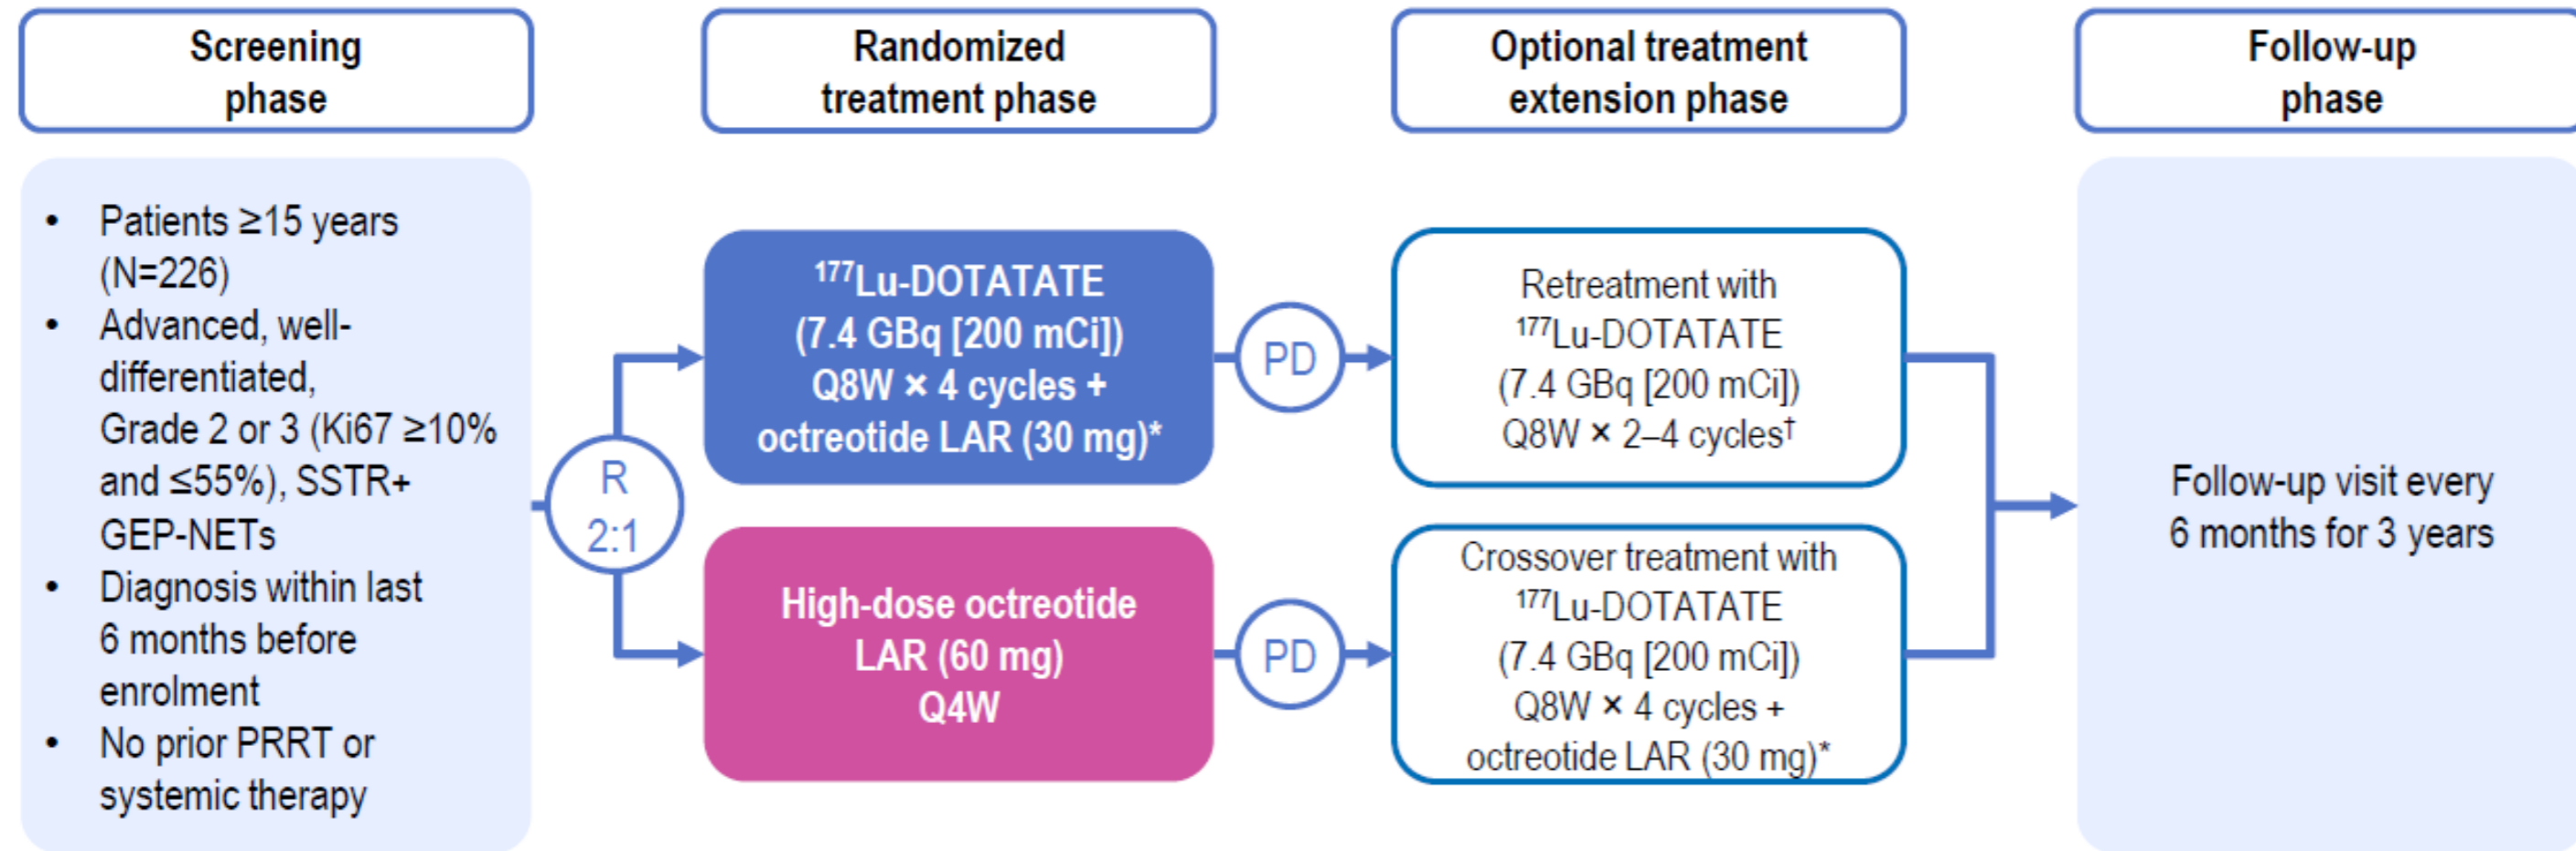 Screening
phase
• Patients ≥15 years
(N=226)
• Advanced, well-
differentiated,
Grade 2 or 3 (Ki67 ≥10%
and ≤55%), SSTR+
GEP-NETs
• Diagnosis within last
6 months before
enrolment
• No prior PRRT or
systemic therapy
R
2:1
Randomized
treatment phase
¹⁷⁷Lu-DOTATATE
(7.4 GBq [200 mCi])
Q8W × 4 cycles +
octreotide LAR (30 mg)*
High-dose octreotide
LAR (60 mg)
Q4W
PD
PD
Optional treatment
extension phase
Retreatment with
¹⁷⁷Lu-DOTATATE
(7.4 GBq [200 mCi])
Q8W × 2–4 cycles†
Crossover treatment with
¹⁷⁷Lu-DOTATATE
(7.4 GBq [200 mCi])
Q8W × 4 cycles +
octreotide LAR (30 mg)*
Follow-up
phase
Follow-up visit every
6 months for 3 years